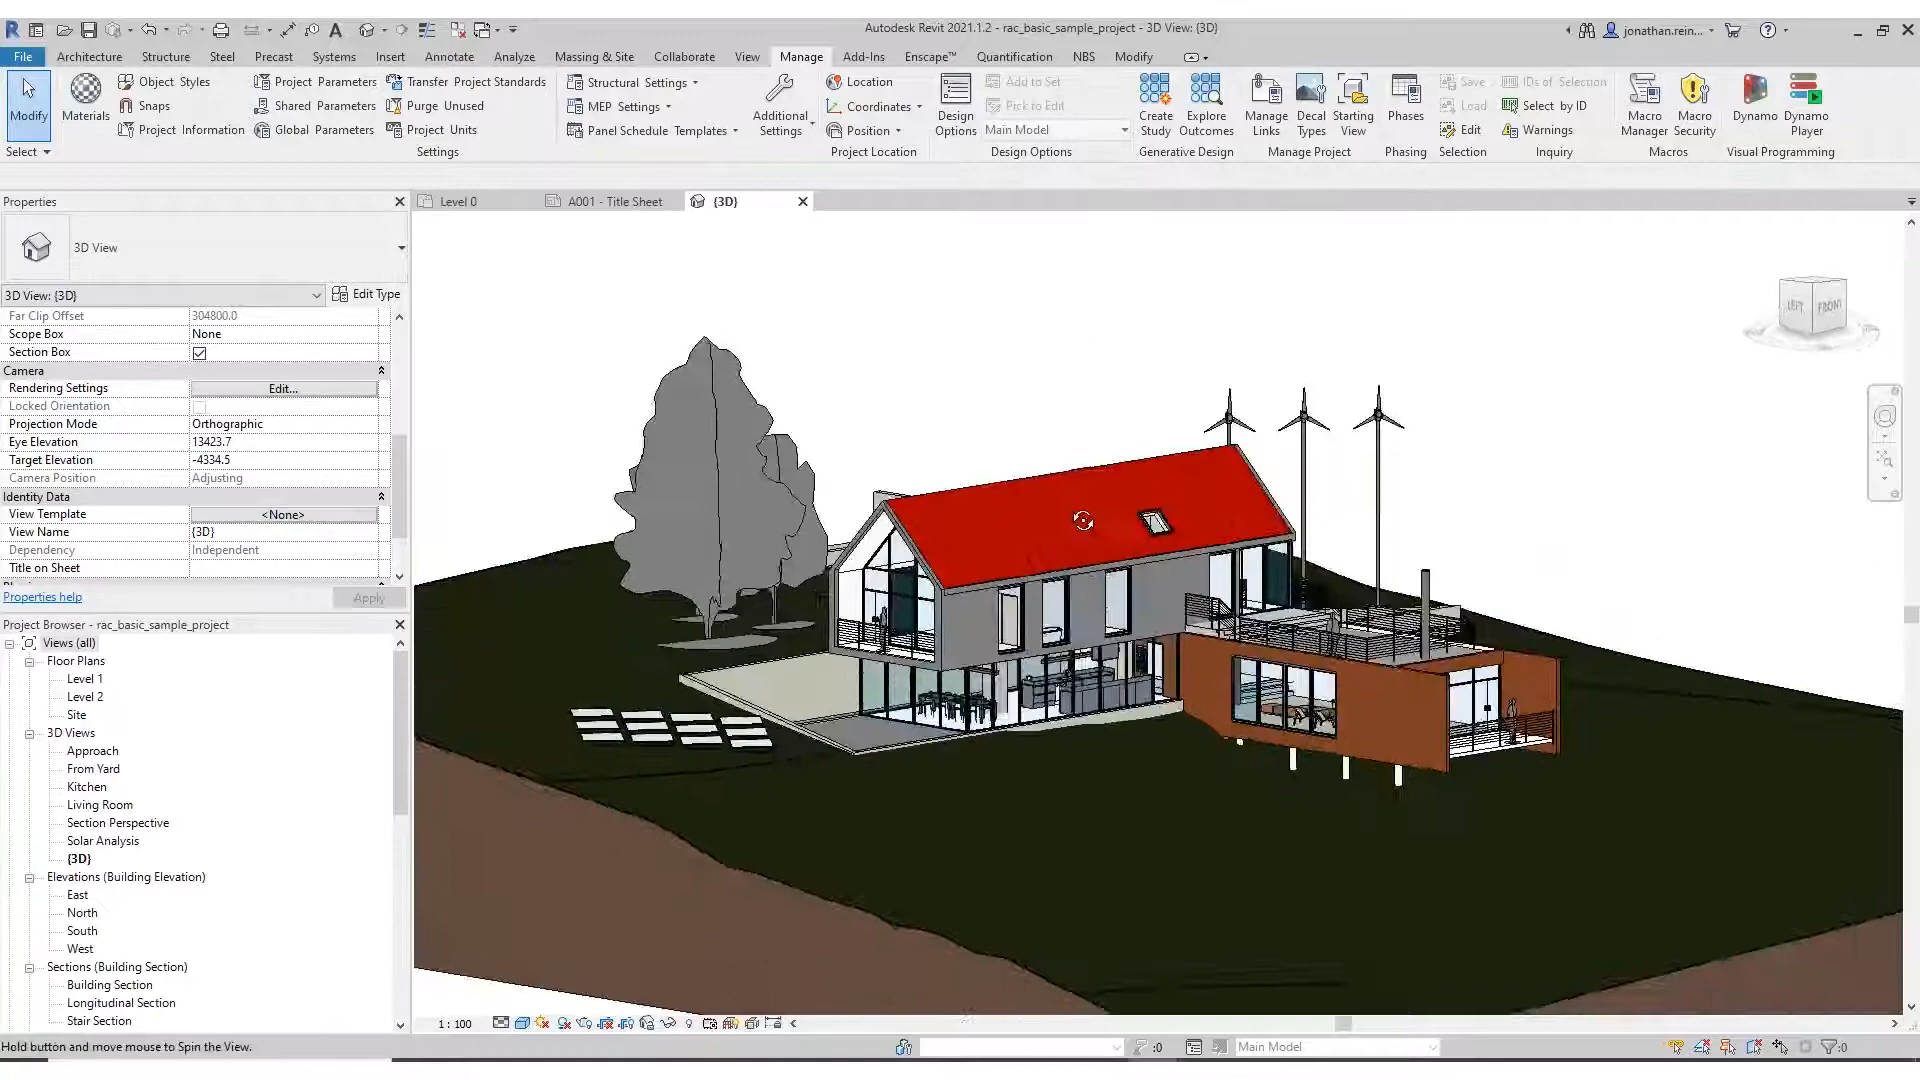 Autodesk Revit 2021.1.2 - rac_basic_sample_project - 3D View: {3D}
jonathan.rein...
File Architecture Structure Steel Precast Systems Insert Annotate Analyze Massing & Site Collaborate View Manage Add-Ins Enscape™ Quantification NBS Modify
Modify
Select
Materials
Object Styles
Snaps
Project Information
Project Parameters
Shared Parameters
Global Parameters
Transfer Project Standards
Purge Unused
Project Units
Settings
Structural Settings
MEP Settings
Panel Schedule Templates
Additional Settings
Location
Coordinates
Position
Project Location
Design Options
Add to Set
Pick to Edit
Main Model
Design Options
Create Study
Explore Outcomes
Generative Design
Manage Links
Decal Types
Starting View
Manage Project
Phases
Phasing
Save
Load
Edit
Selection
IDs of Selection
Select by ID
Warnings
Inquiry
Macro Manager
Macro Security
Macros
Dynamo
Dynamo Player
Visual Programming
Properties
3D View
3D View: {3D}
Edit Type
Far Clip Offset 304800.0
Scope Box None
Section Box
Camera
Rendering Settings Edit...
Locked Orientation
Projection Mode Orthographic
Eye Elevation 13423.7
Target Elevation -4334.5
Camera Position Adjusting
Identity Data
View Template <None>
View Name {3D}
Dependency Independent
Title on Sheet
Properties help
Apply
Project Browser - rac_basic_sample_project
Views (all)
Floor Plans
Level 1
Level 2
Site
3D Views
Approach
From Yard
Kitchen
Living Room
Section Perspective
Solar Analysis
{3D}
Elevations (Building Elevation)
East
North
South
West
Sections (Building Section)
Building Section
Longitudinal Section
Stair Section
Level 0
A001 - Title Sheet
{3D}
LEFT
FRONT
1 : 100
Hold button and move mouse to Spin the View.
:0
Main Model
:0